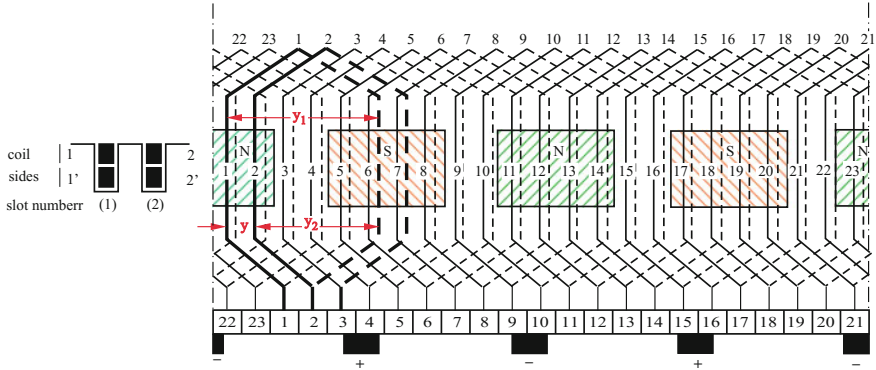 22 23 1 2 3 4 5 6 7 8 9 10 11 12 13 14 15 16 17 18 19 20 21
y1
N S N S N
1 2 3 4 5 6 7 8 9 10 11 12 13 14 15 16 17 18 19 20 21 22 23
coil 1 2
sides 1' 2'
slot numberr (1) (2)
y y2
22 23 1 2 3 4 5 6 7 8 9 10 11 12 13 14 15 16 17 18 19 20 21
− + − + −